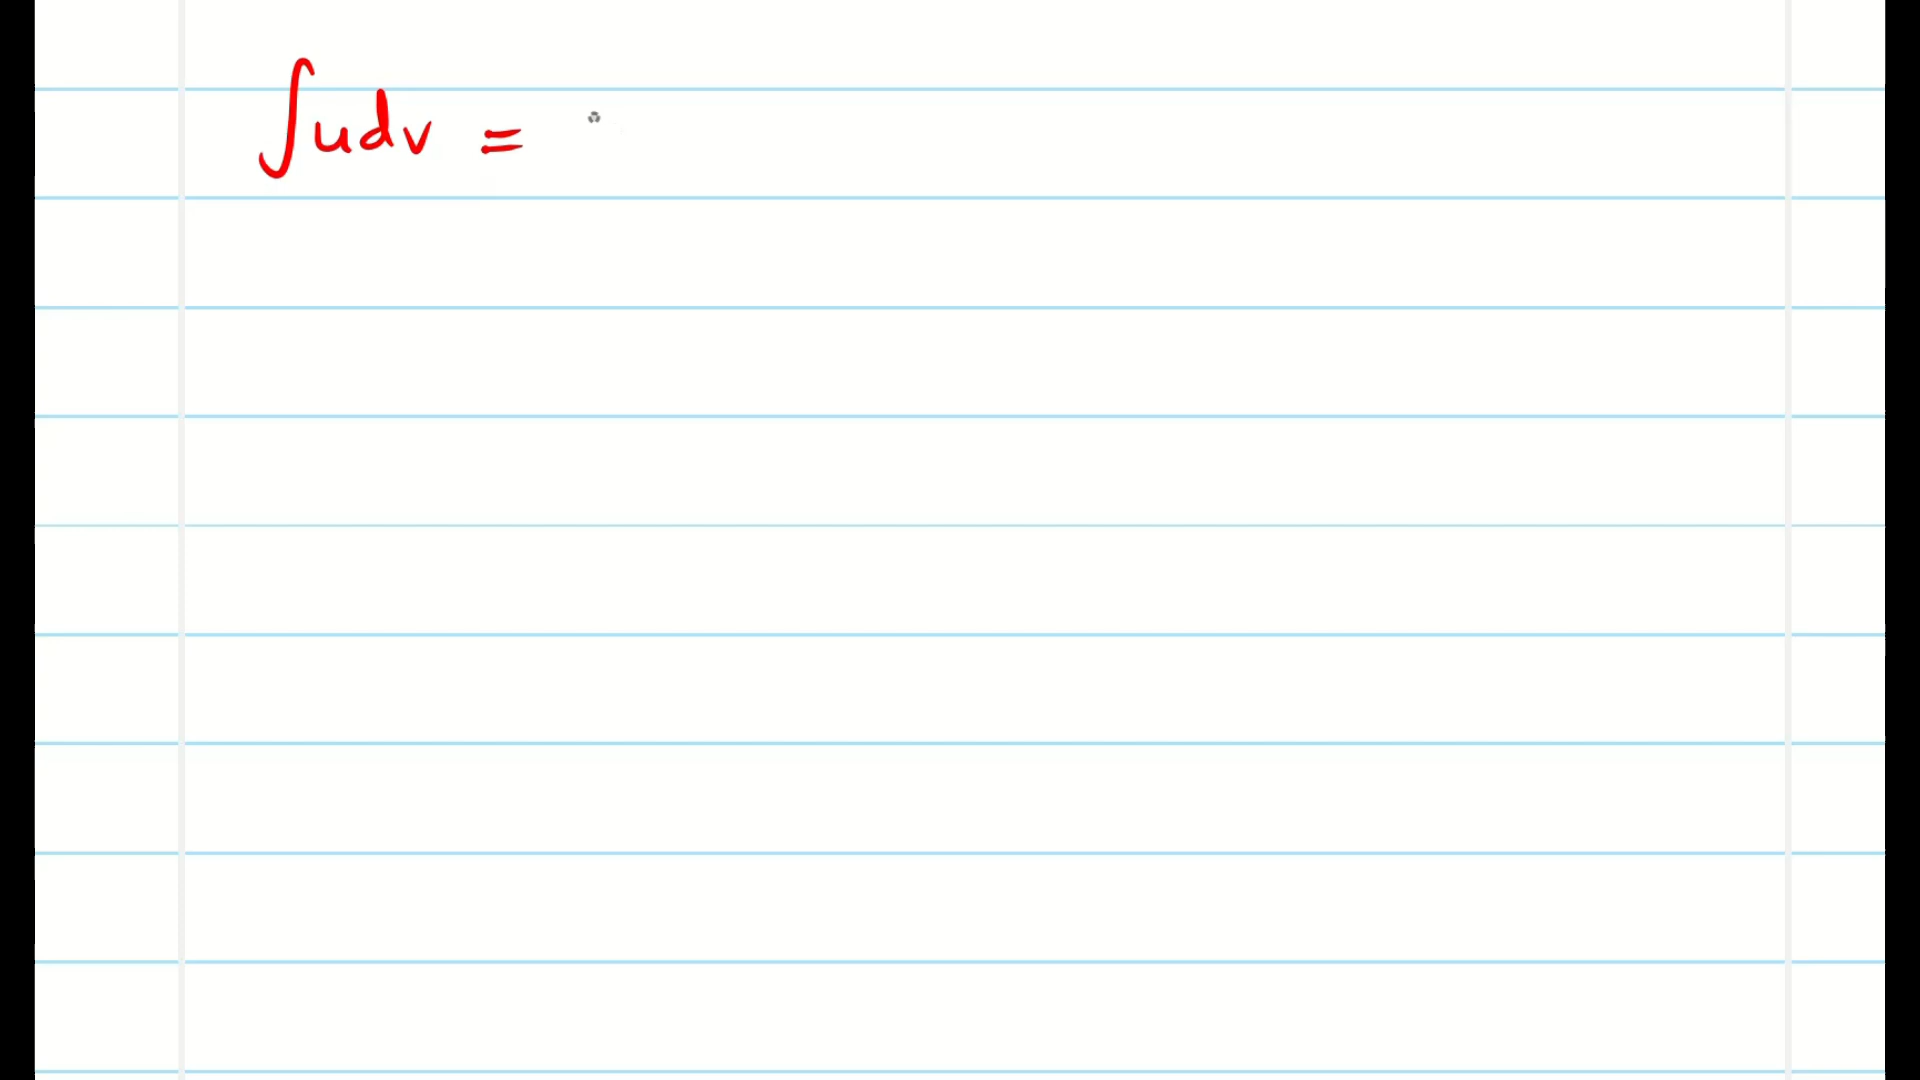 ∫udv =